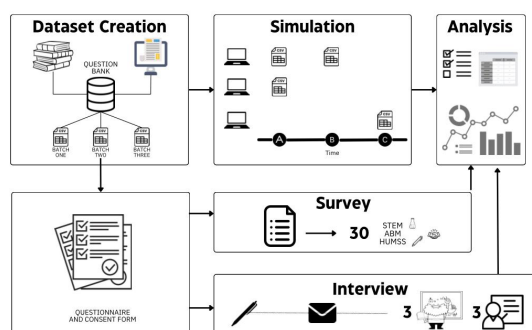 Dataset Creation
QUESTION
BANK
CSV
CSV
CSV
BATCH
ONE
BATCH
TWO
BATCH
THREE
Simulation
CSV
CSV
CSV
CSV
A
B
C
Time
Analysis
QUESTIONNAIRE
AND CONSENT FORM
Survey
30
STEM
ABM
HUMSS
Interview
3
3